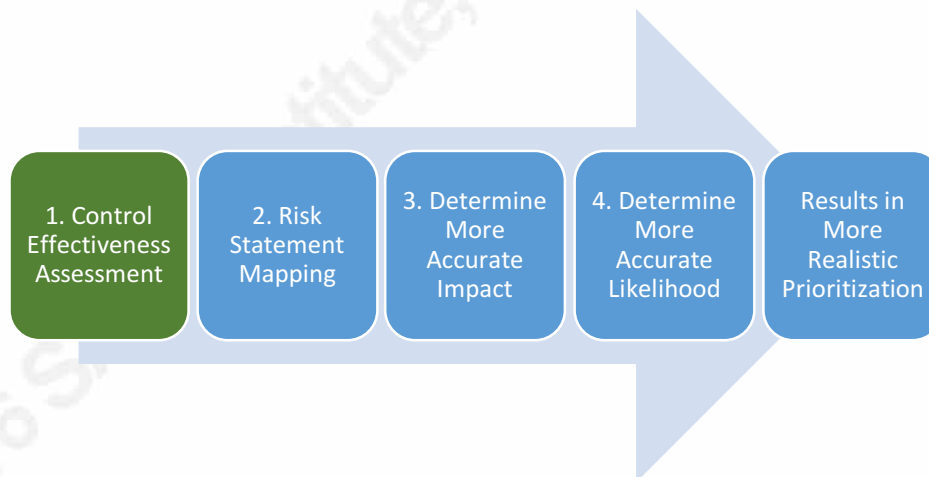 1. Control
Effectiveness
Assessment
2. Risk
Statement
Mapping
3. Determine
More
Accurate
Impact
4. Determine
More
Accurate
Likelihood
Results in
More
Realistic
Prioritization